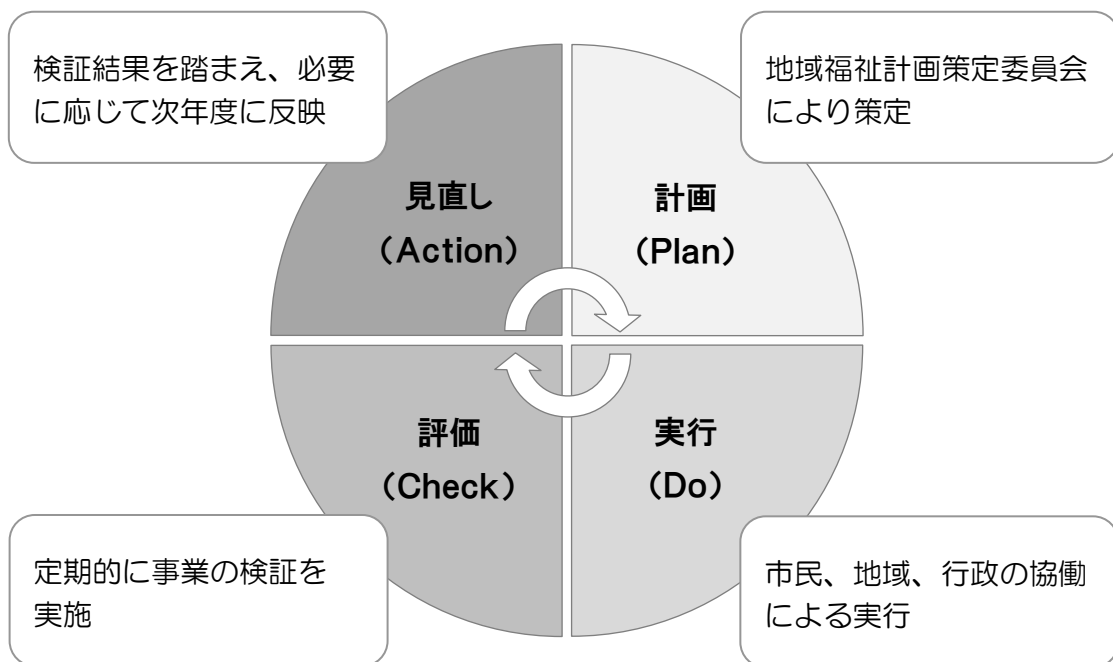 検証結果を踏まえ、必要
に応じて次年度に反映
地域福祉計画策定委員会
により策定
見直し
（Action）
計画
（Plan）
評価
（Check）
実行
（Do）
定期的に事業の検証を
実施
市民、地域、行政の協働
による実行